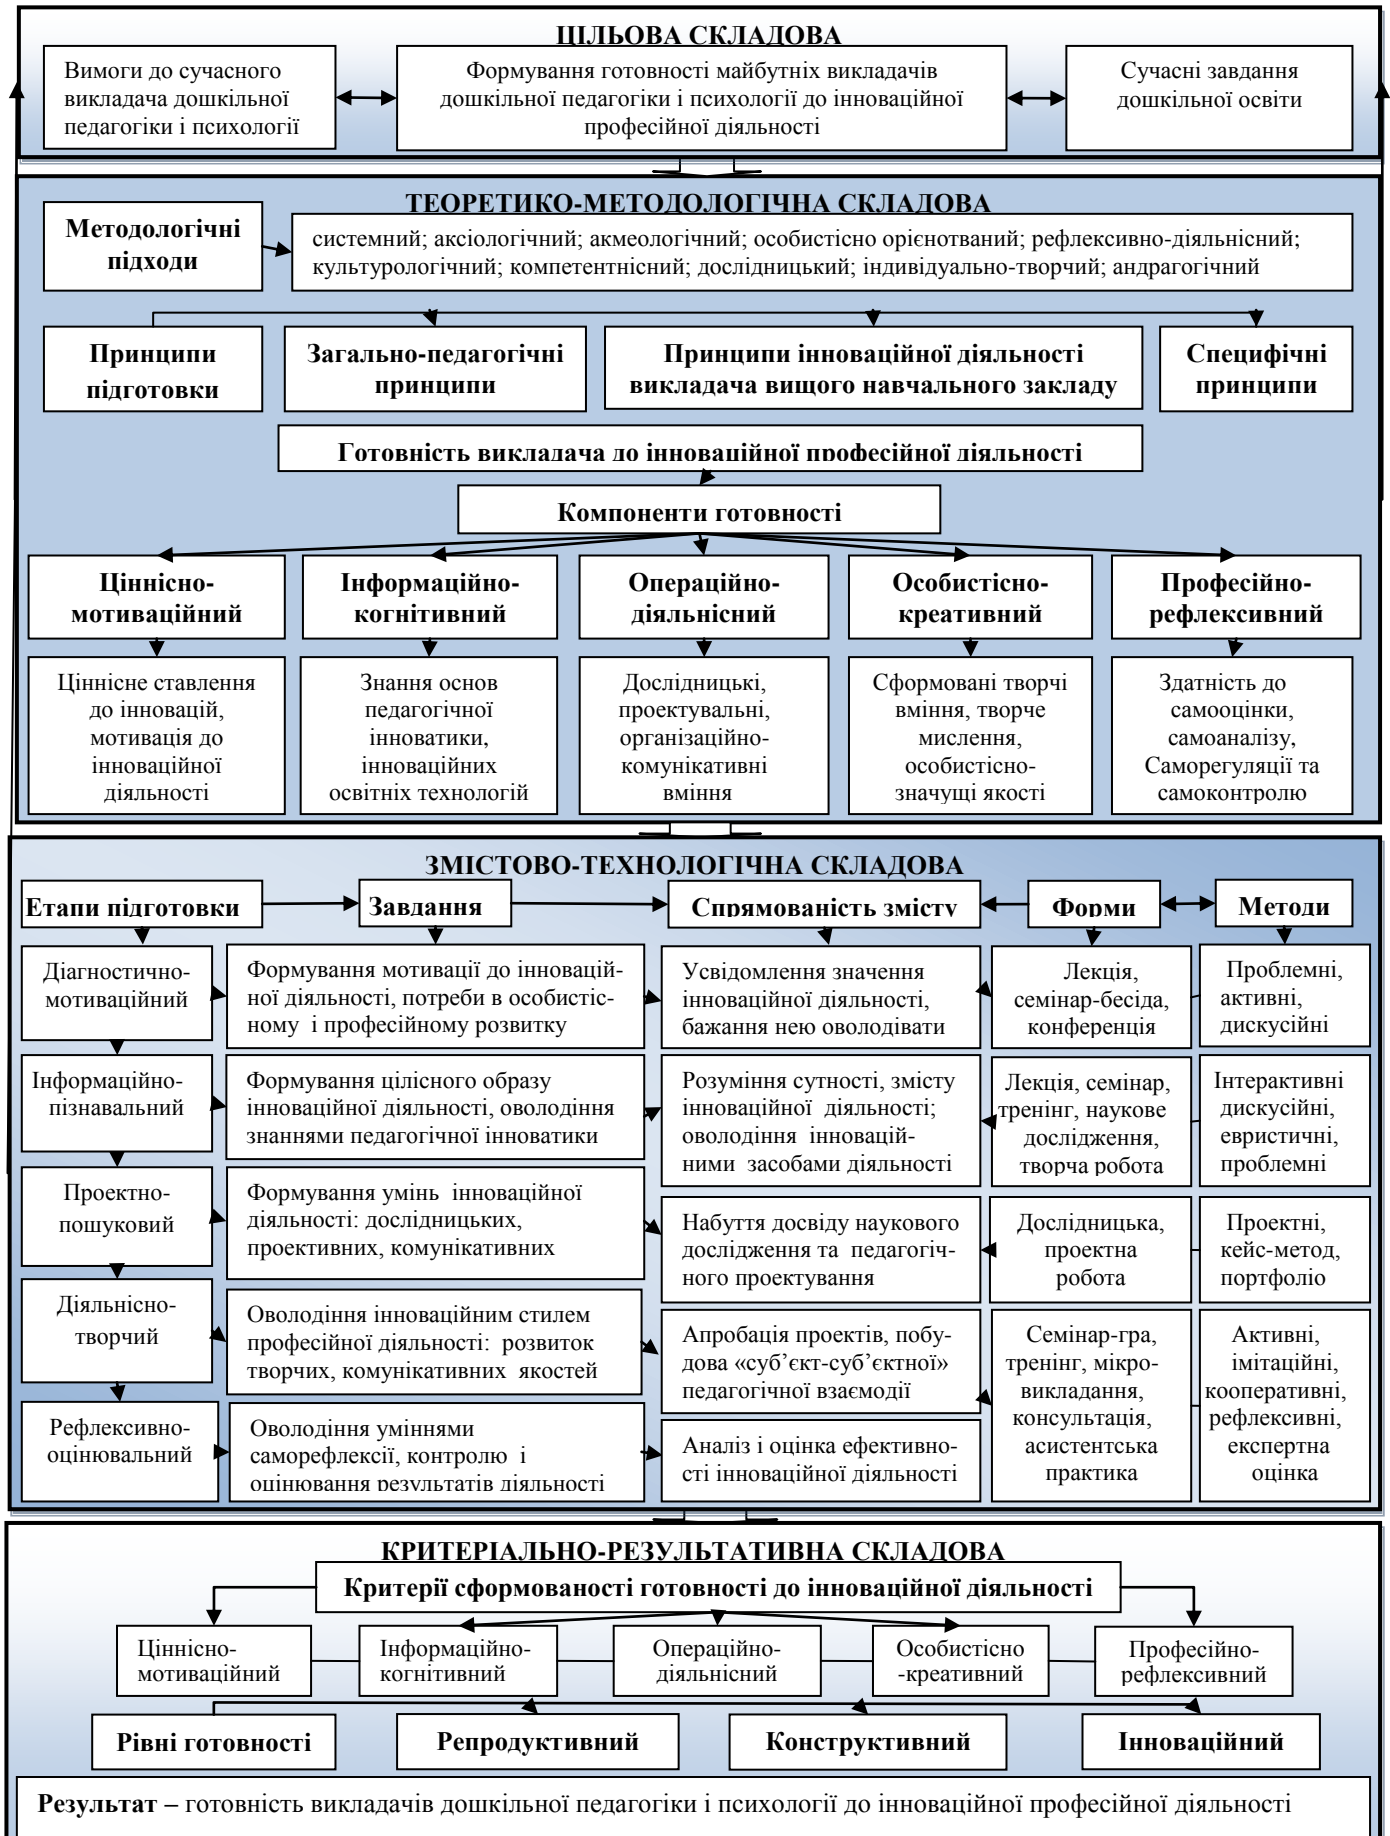 ЦІЛЬОВА СКЛАДОВА
Вимоги до сучасного
викладача дошкільної
педагогіки і психології
Формування готовності майбутніх викладачів
дошкільної педагогіки і психології до інноваційної
професійної діяльності
Сучасні завдання
дошкільної освіти
ТЕОРЕТИКО-МЕТОДОЛОГІЧНА СКЛАДОВА
Методологічні
підходи
системний; аксіологічний; акмеологічний; особистісно орієнотваний; рефлексивно-діяльнісний;
культурологічний; компетентнісний; дослідницький; індивідуально-творчий; андрагогічний
Принципи
підготовки
Загально-педагогічні
принципи
Принципи інноваційної діяльності
викладача вищого навчального закладу
Специфічні
принципи
Готовність викладача до інноваційної професійної діяльності
Компоненти готовності
Ціннісно-
мотиваційний
Інформаційно-
когнітивний
Операційно-
діяльнісний
Особистісно-
креативний
Професійно-
рефлексивний
Ціннісне ставлення
до інновацій,
мотивація до
інноваційної
діяльності
Знання основ
педагогічної
інноватики,
інноваційних
освітніх технологій
Дослідницькі,
проектувальні,
організаційно-
комунікативні
вміння
Сформовані творчі
вміння, творче
мислення,
особистісно-
значущі якості
Здатність до
самооцінки,
самоаналізу,
Саморегуляції та
самоконтролю
ЗМІСТОВО-ТЕХНОЛОГІЧНА СКЛАДОВА
Етапи підготовки
Завдання
Спрямованість змісту
Форми
Методи
Діагностично-
мотиваційний
Формування мотивації до інновацій-
ної діяльності, потреби в особистіс-
ному і професійному розвитку
Усвідомлення значення
інноваційної діяльності,
бажання нею оволодівати
Лекція,
семінар-бесіда,
конференція
Проблемні,
активні,
дискусійні
Інформаційно-
пізнавальний
Формування цілісного образу
інноваційної діяльності, оволодіння
знаннями педагогічної інноватики
Розуміння сутності, змісту
інноваційної діяльності;
оволодіння інновацій-
ними засобами діяльності
Лекція, семінар,
тренінг, наукове
дослідження,
творча робота
Інтерактивні
дискусійні,
евристичні,
проблемні
Проектно-
пошуковий
Формування умінь інноваційної
діяльності: дослідницьких,
проективних, комунікативних
Набуття досвіду наукового
дослідження та педагогіч-
ного проектування
Дослідницька,
проектна
робота
Проектні,
кейс-метод,
портфоліо
Діяльнісно-
творчий
Оволодіння інноваційним стилем
професійної діяльності: розвиток
творчих, комунікативних якостей
Апробація проектів, побу-
дова «суб’єкт-суб’єктної»
педагогічної взаємодії
Семінар-гра,
тренінг, мікро-
викладання,
консультація,
асистентська
практика
Активні,
імітаційні,
кооперативні,
рефлексивні,
експертна
оцінка
Рефлексивно-
оцінювальний
Оволодіння уміннями
саморефлексії, контролю і
оцінювання результатів діяльності
Аналіз і оцінка ефективно-
сті інноваційної діяльності
КРИТЕРІАЛЬНО-РЕЗУЛЬТАТИВНА СКЛАДОВА
Критерії сформованості готовності до інноваційної діяльності
Ціннісно-
мотиваційний
Інформаційно-
когнітивний
Операційно-
діяльнісний
Особистісно
-креативний
Професійно-
рефлексивний
Рівні готовності
Репродуктивний
Конструктивний
Інноваційний
Результат – готовність викладачів дошкільної педагогіки і психології до інноваційної професійної діяльності